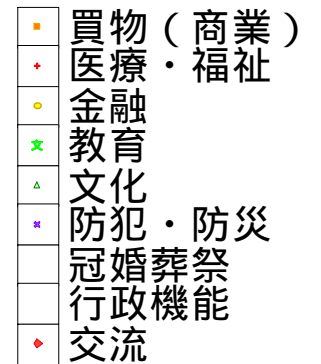 買物(商業)
医療・福祉
金融
教育
文化
防犯・防災
冠婚葬祭
行政機能
交流